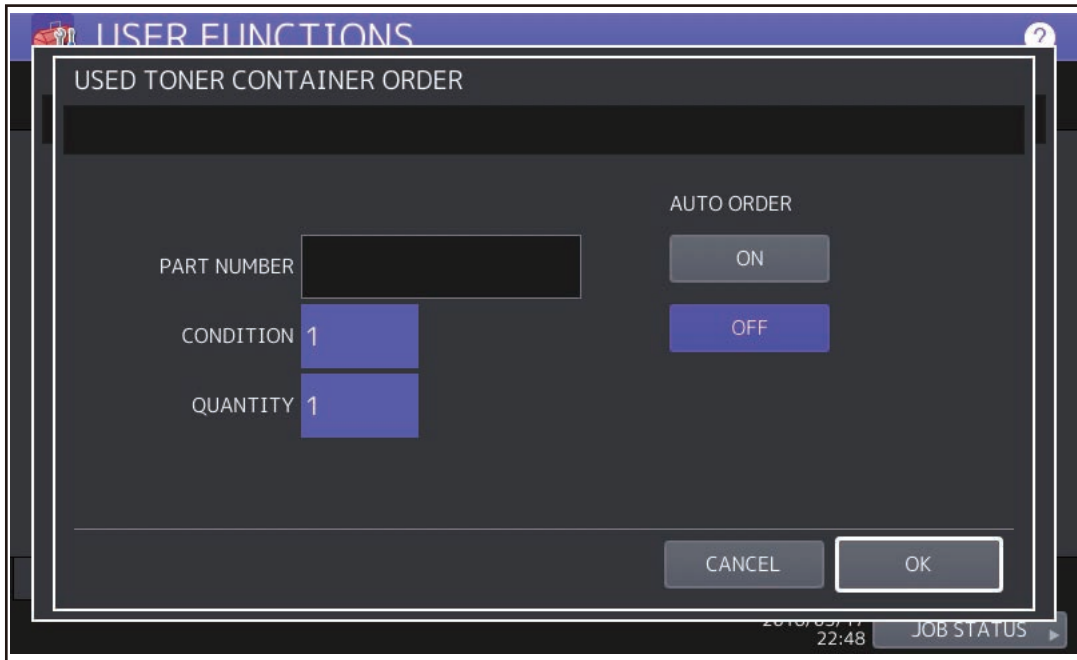 USER FUNCTIONS
?
USED TONER CONTAINER ORDER
AUTO ORDER
PART NUMBER
ON
CONDITION 1
OFF
QUANTITY 1
CANCEL
OK
22:48
JOB STATUS